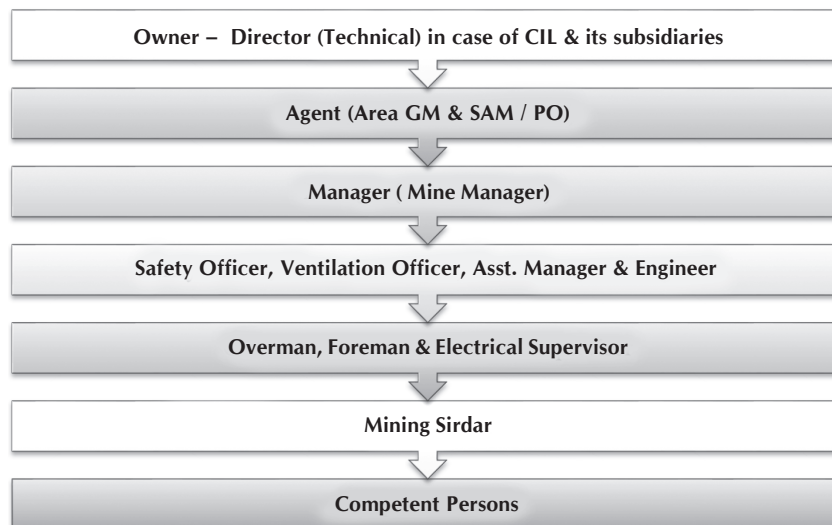 Owner – Director (Technical) in case of CIL & its subsidiaries
Agent (Area GM & SAM / PO)
Manager ( Mine Manager)
Safety Officer, Ventilation Officer, Asst. Manager & Engineer
Overman, Foreman & Electrical Supervisor
Mining Sirdar
Competent Persons